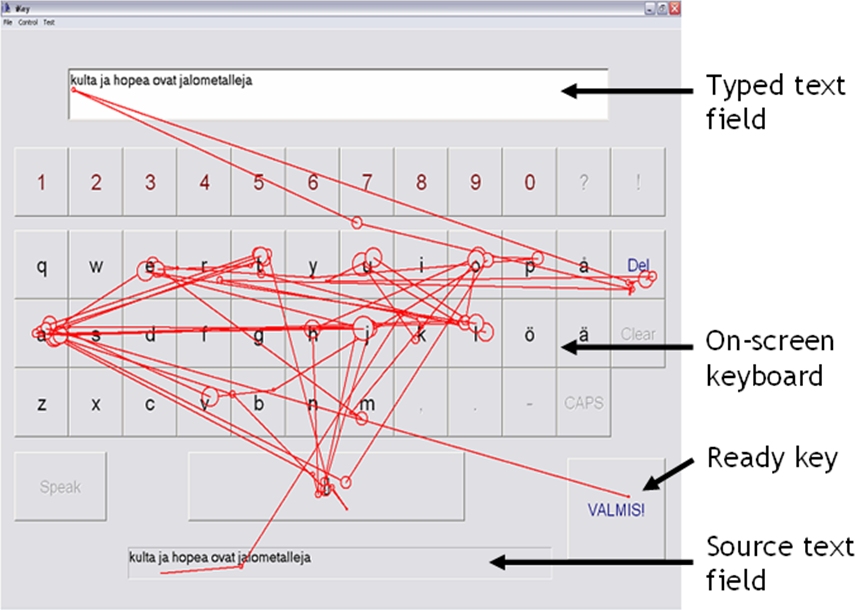 iKey
File Control Test
kulta ja hopea ovat jalometalleja
Typed text
field
1 2 3 4 5 6 7 8 9 0 ? !
q w e r t y u i o p å Del
a s d f g h j k l ö ä Clear
On-screen
keyboard
z x c v b n m , . - CAPS
Ready key
Speak
VALMIS!
kulta ja hopea ovat jalometalleja
Source text
field